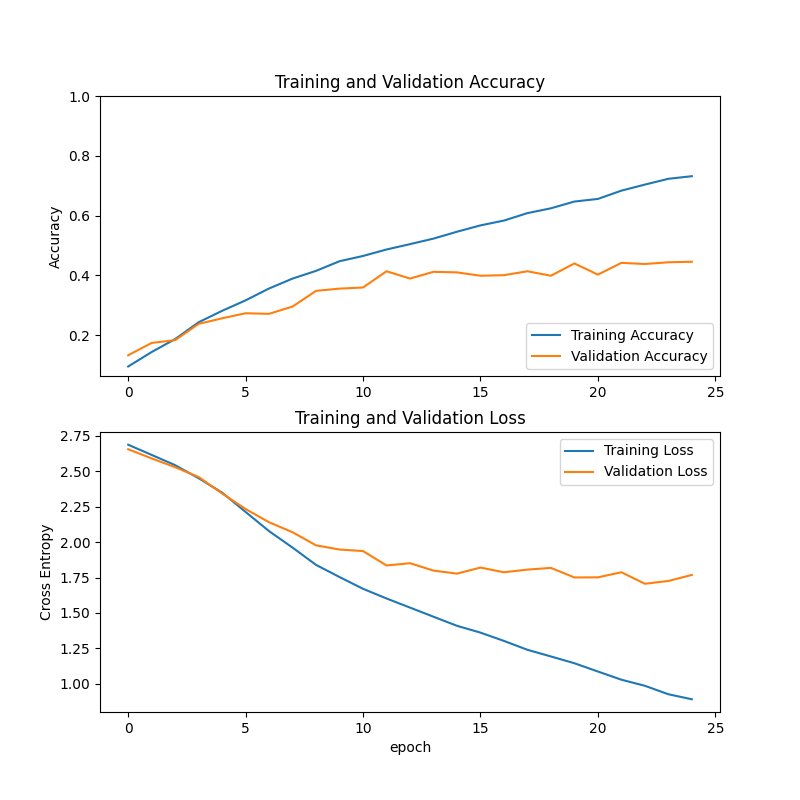 Training and Validation Accuracy
1.0
0.8
0.6
0.4
0.2
Accuracy
Training Accuracy
Validation Accuracy
0 5 10 15 20 25
Training and Validation Loss
2.75
2.50
2.25
2.00
1.75
1.50
1.25
1.00
Cross Entropy
Training Loss
Validation Loss
0 5 10 15 20 25
epoch